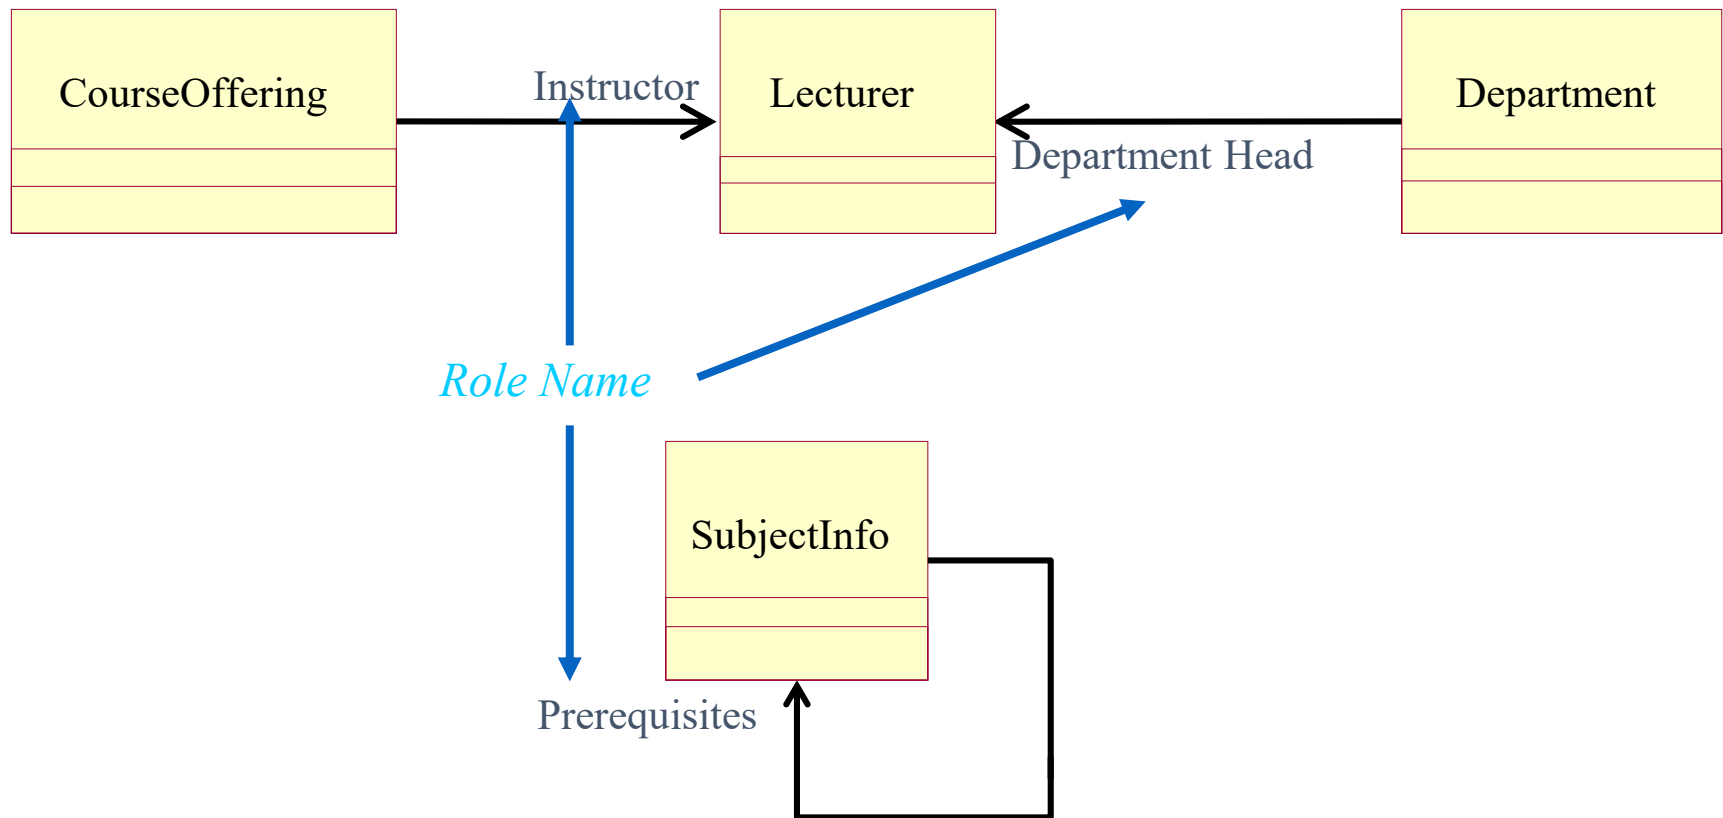 CourseOffering
Instructor
Lecturer
Department Head
Department
Role Name
SubjectInfo
Prerequisites